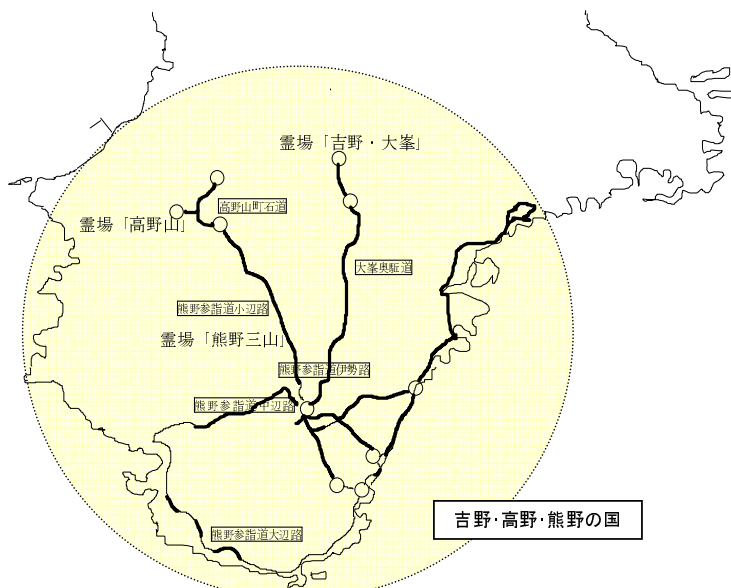 霊場「吉野・大峯」
高野山町石道
霊場「高野山」
大峯奥駈道
熊野参詣道小辺路
霊場「熊野三山」
熊野参詣道伊勢路
熊野参詣道中辺路
吉野・高野・熊野の国
熊野参詣道大辺路